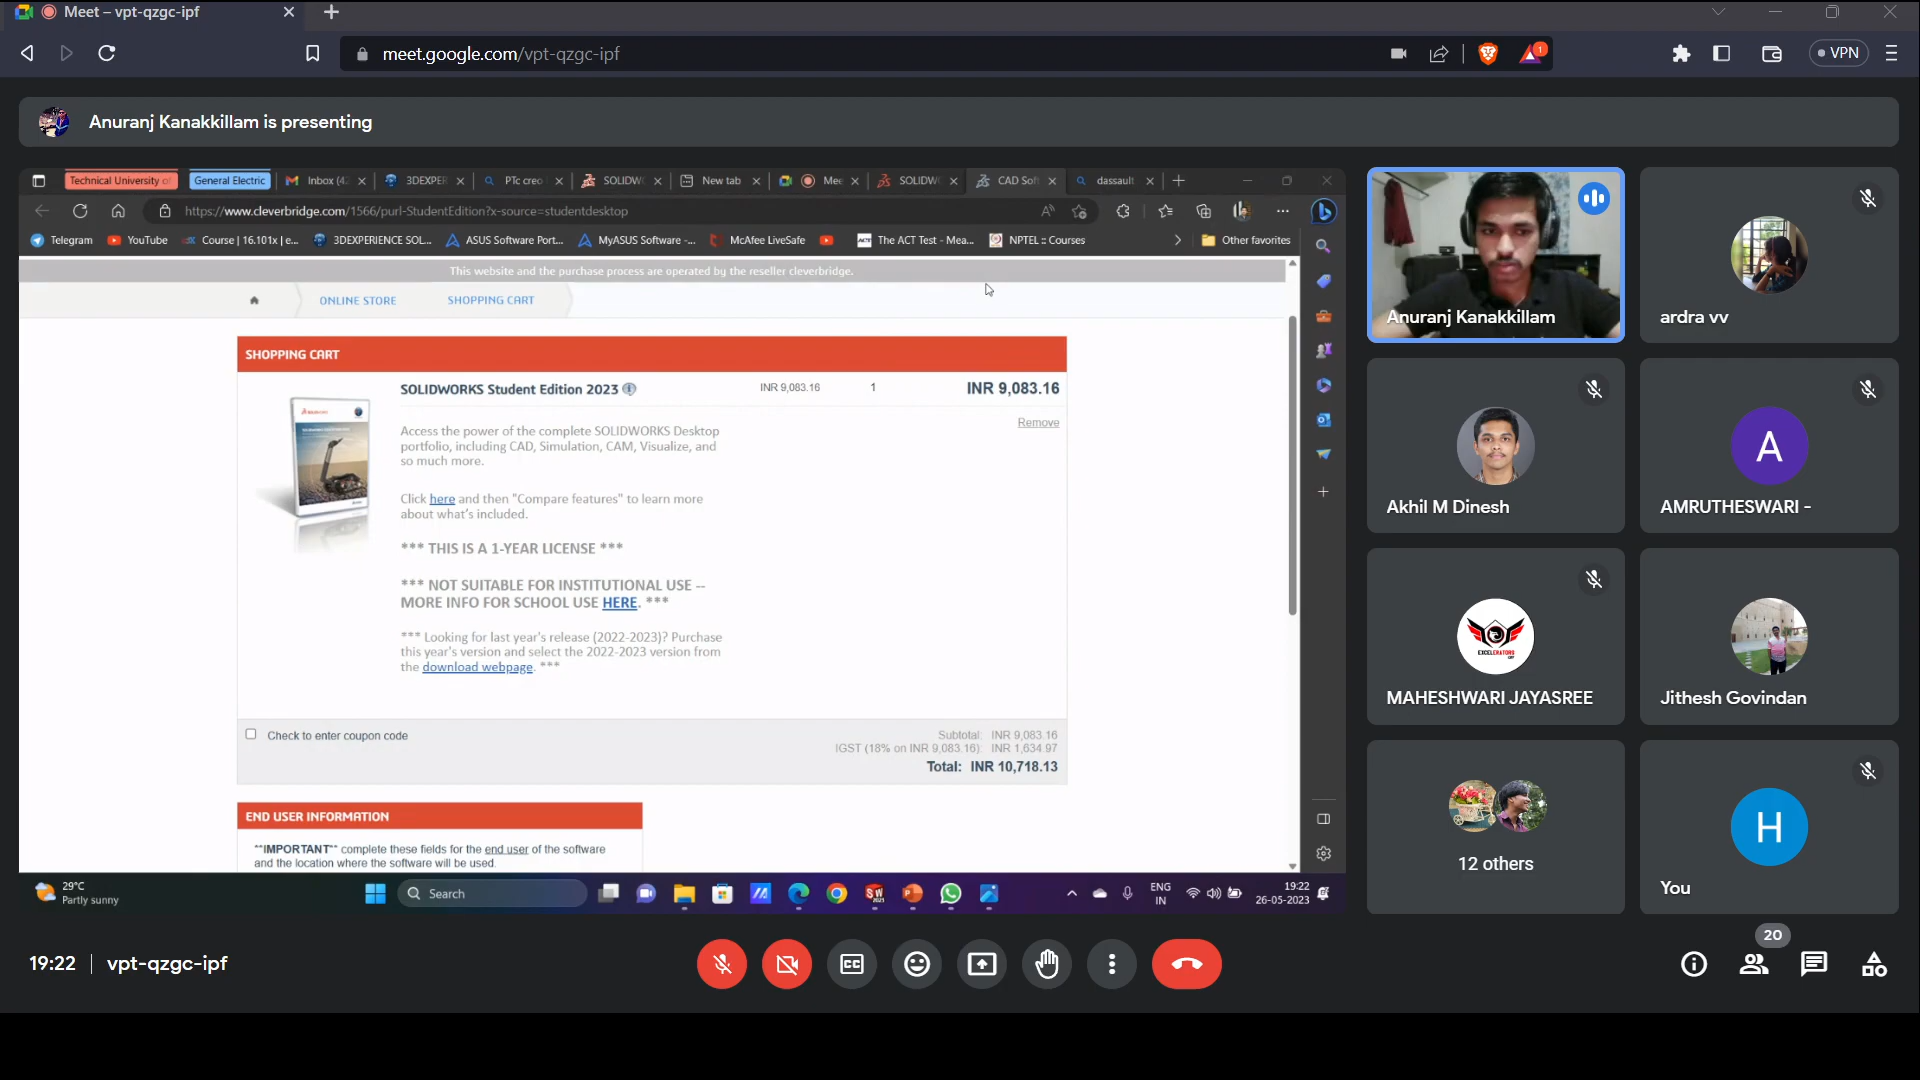 Meet – vpt-qzgc-ipf
meet.google.com/vpt-qzgc-ipf
1
VPN
Anuranj Kanakkillam is presenting
Technical University of
General Electric
Inbox (42
3DEXPER
PTc creo
SOLIDW
New tab
Mee
SOLIDW
CAD Soft
dassault
https://www.cleverbridge.com/1566/purl-StudentEdition?x-source=studentdesktop
Telegram
YouTube
Course | 16.101x | e...
3DEXPERIENCE SOL...
ASUS Software Port...
MyASUS Software -...
McAfee LiveSafe
The ACT Test - Mea...
NPTEL :: Courses
Other favorites
This website and the purchase process are operated by the reseller cleverbridge.
ONLINE STORE
SHOPPING CART
SHOPPING CART
SOLIDWORKS Student Edition 2023
INR 9,083.16
1
INR 9,083.16
Remove
Access the power of the complete SOLIDWORKS Desktop
portfolio, including CAD, Simulation, CAM, Visualize, and
so much more.
Click here and then "Compare features" to learn more
about what's included.
*** THIS IS A 1-YEAR LICENSE ***
*** NOT SUITABLE FOR INSTITUTIONAL USE --
MORE INFO FOR SCHOOL USE HERE. ***
*** Looking for last year's release (2022-2023)? Purchase
this year's version and select the 2022-2023 version from
the download webpage. ***
Check to enter coupon code
Subtotal: INR 9,083.16
IGST (18% on INR 9,083.16): INR 1,634.97
Total: INR 10,718.13
END USER INFORMATION
**IMPORTANT** complete these fields for the end user of the software
and the location where the software will be used.
29°C
Partly sunny
Search
ENG
IN
19:22
26-05-2023
Anuranj Kanakkillam
ardra vv
Akhil M Dinesh
A
AMRUTHESWARI -
EXCELERATORS
MAHESHWARI JAYASREE
Jithesh Govindan
12 others
H
You
19:22 | vpt-qzgc-ipf
20